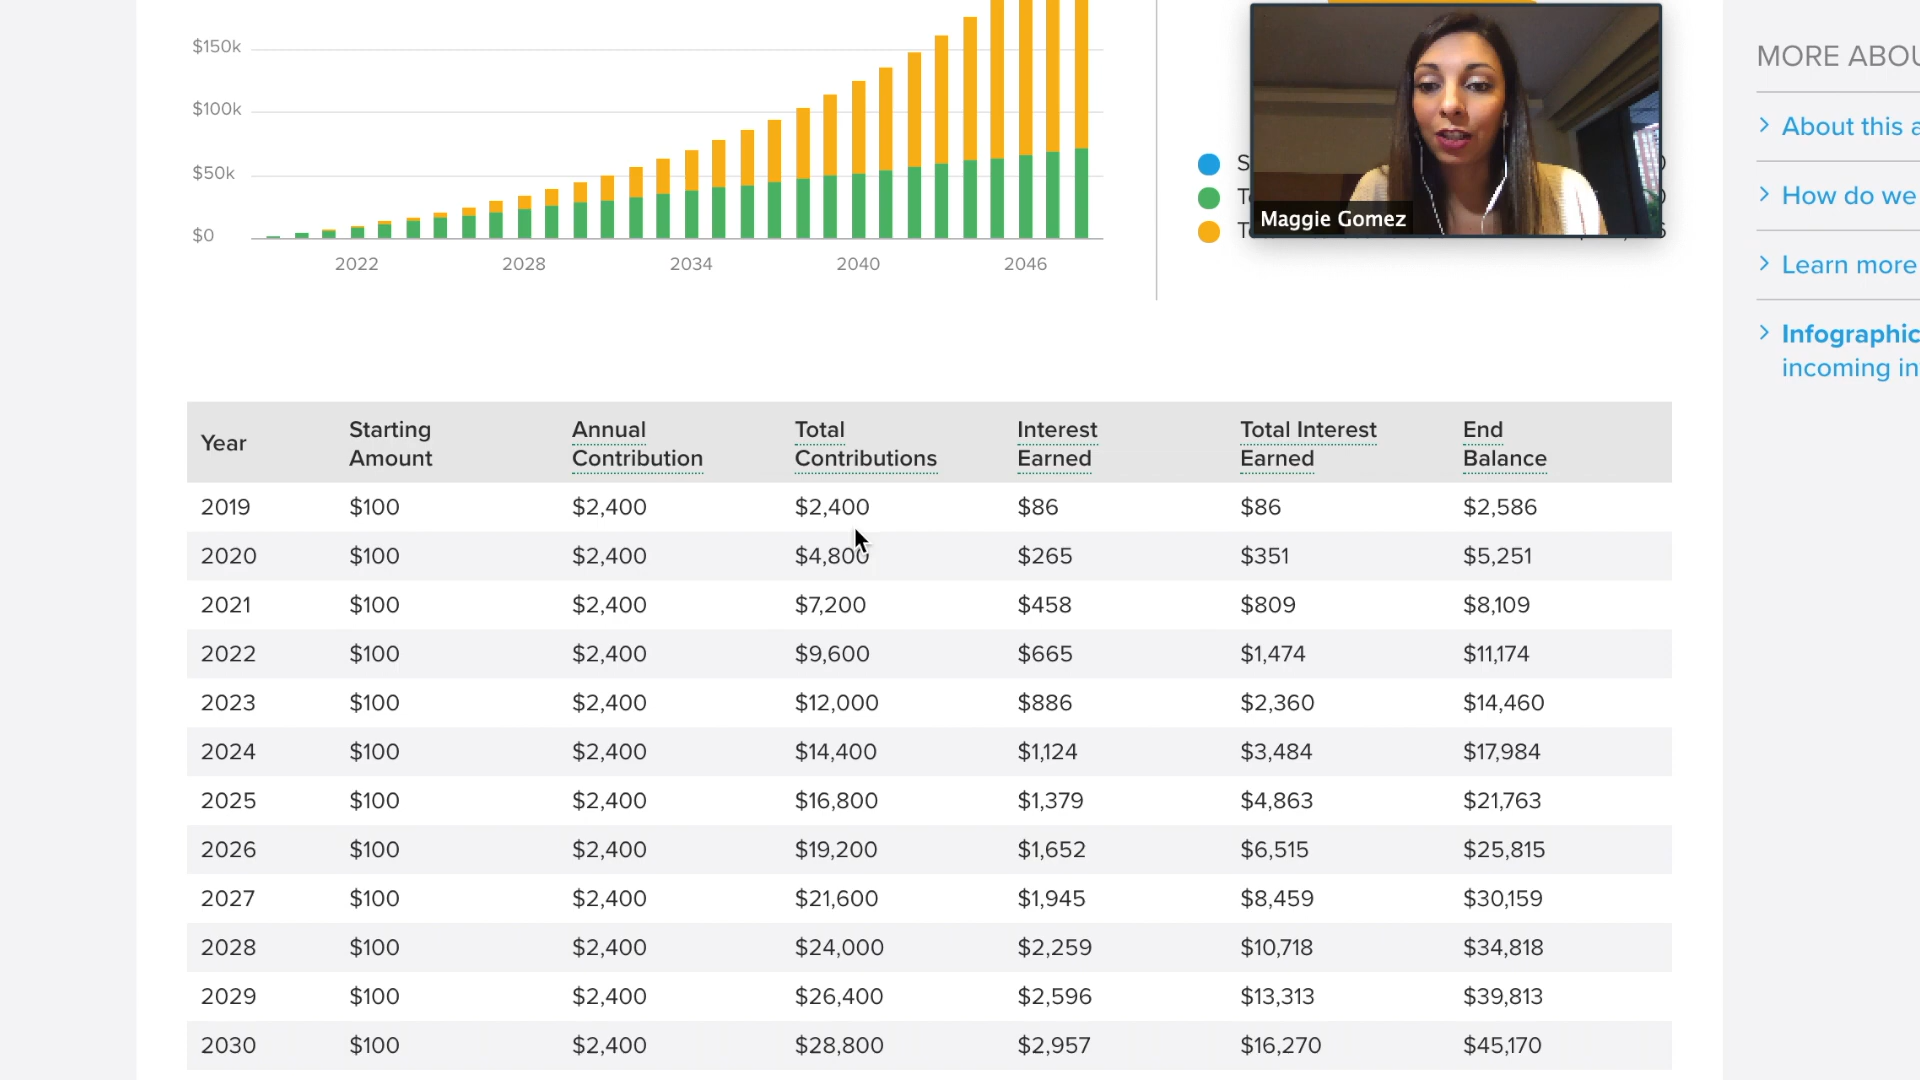 $150k
$100k
$50k
$0
2022 2028 2034 2040 2046
Maggie Gomez
MORE
About this
How do we
Learn more
Infographic
incoming
Year Starting Amount Annual Contribution Total Contributions Interest Earned Total Interest Earned End Balance
2019 $100 $2,400 $2,400 $86 $86 $2,586
2020 $100 $2,400 $4,800 $265 $351 $5,251
2021 $100 $2,400 $7,200 $458 $809 $8,109
2022 $100 $2,400 $9,600 $665 $1,474 $11,174
2023 $100 $2,400 $12,000 $886 $2,360 $14,460
2024 $100 $2,400 $14,400 $1,124 $3,484 $17,984
2025 $100 $2,400 $16,800 $1,379 $4,863 $21,763
2026 $100 $2,400 $19,200 $1,652 $6,515 $25,815
2027 $100 $2,400 $21,600 $1,945 $8,459 $30,159
2028 $100 $2,400 $24,000 $2,259 $10,718 $34,818
2029 $100 $2,400 $26,400 $2,596 $13,313 $39,813
2030 $100 $2,400 $28,800 $2,957 $16,270 $45,170